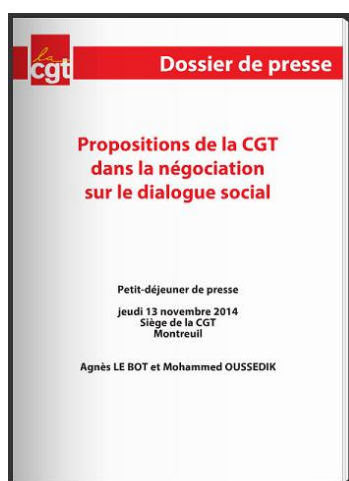 la
cgt
Dossier de presse
Propositions de la CGT
dans la négociation
sur le dialogue social
Petit-déjeuner de presse
jeudi 13 novembre 2014
Siège de la CGT
Montreuil
Agnès LE BOT et Mohammed OUSSEDIK